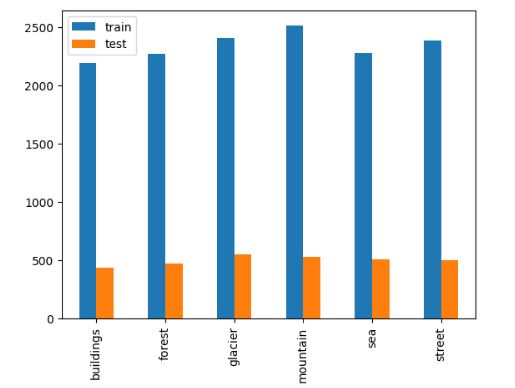 train
test
2500
2000
1500
1000
500
0
buildings
forest
glacier
mountain
sea
street